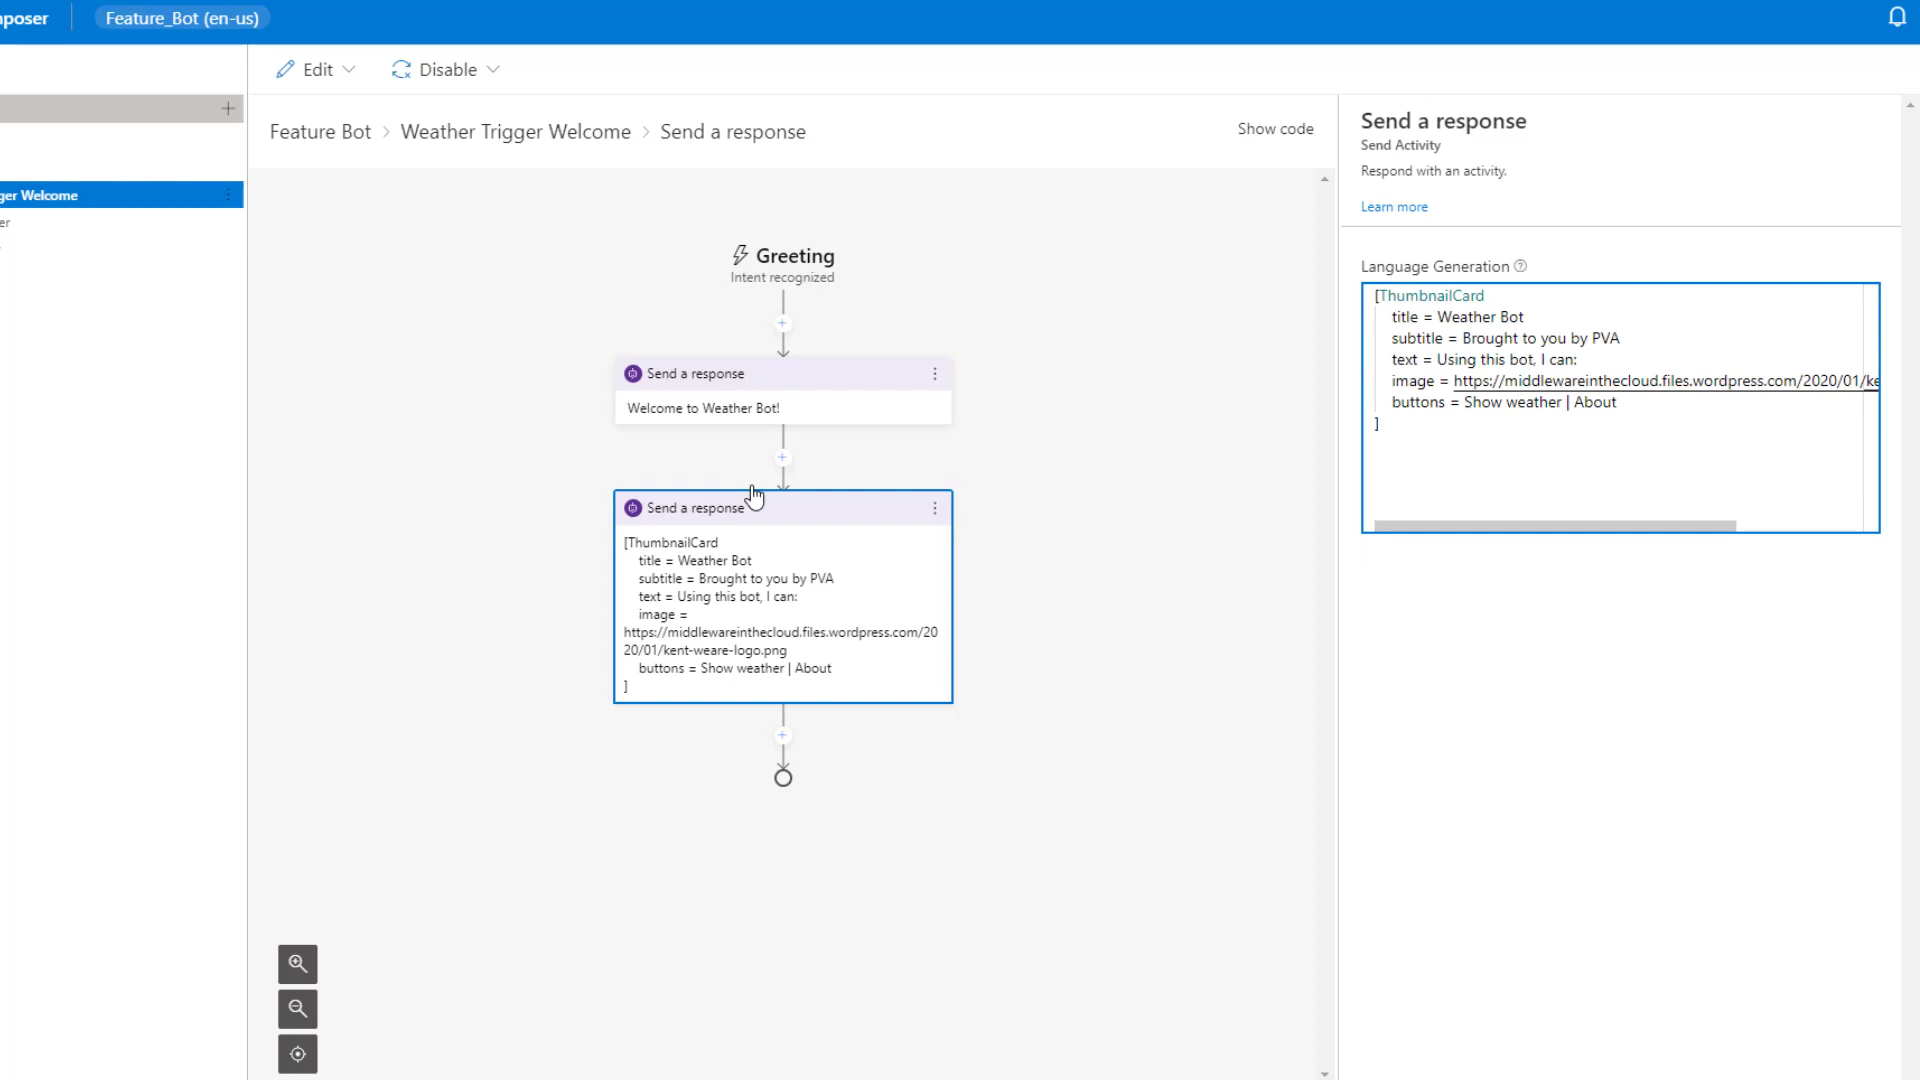 mposer
Feature_Bot (en-us)
Edit
Disable
Feature Bot > Weather Trigger Welcome > Send a response
Show code
ger Welcome
er
Greeting
Intent recognized
Send a response
Welcome to Weather Bot!
Send a response
[ThumbnailCard
title = Weather Bot
subtitle = Brought to you by PVA
text = Using this bot, I can:
image =
https://middlewareinthecloud.files.wordpress.com/20
20/01/kent-weare-logo.png
buttons = Show weather | About
]
Send a response
Send Activity
Respond with an activity.
Learn more
Language Generation
[ThumbnailCard
title = Weather Bot
subtitle = Brought to you by PVA
text = Using this bot, I can:
image = https://middlewareinthecloud.files.wordpress.com/2020/01/ke
buttons = Show weather | About
]